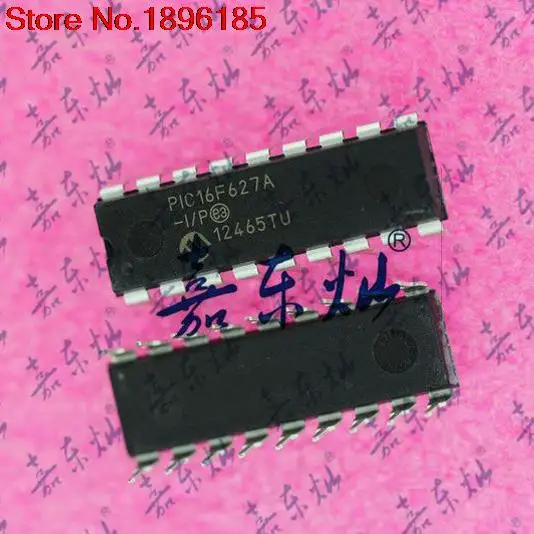 Store No.1896185
PIC16F627A
-I/P e3
12465TU
嘉东灿®